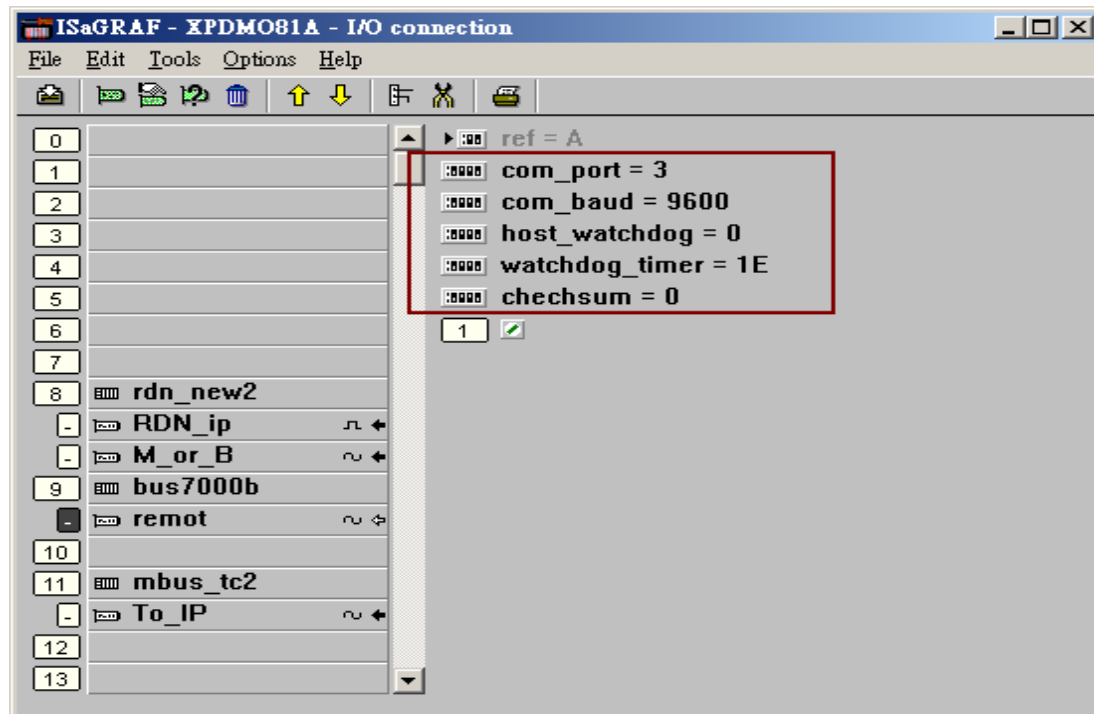 ISaGRAF - XPDMO81A - I/O connection
File Edit Tools Options Help
0
1
2
3
4
5
6
7
8 rdn_new2
- RDN_ip
- M_or_B
9 bus7000b
- remot
10
11 mbus_tc2
- To_IP
12
13
ref = A
com_port = 3
com_baud = 9600
host_watchdog = 0
watchdog_timer = 1E
chechsum = 0
1